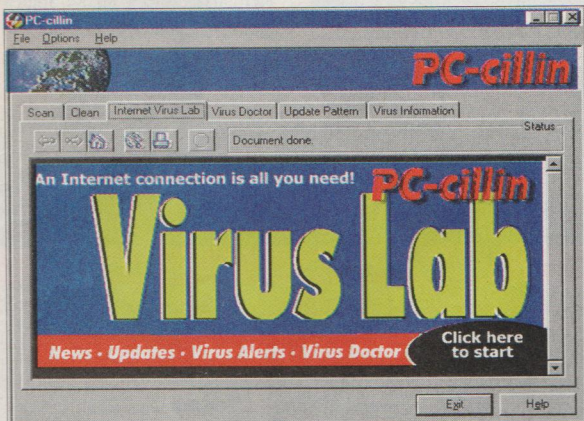 PC-cillin
File Options Help
PC-cillin
Scan Clean Internet Virus Lab Virus Doctor Update Pattern Virus Information
Status
Document done.
An Internet connection is all you need!
PC-cillin
Virus Lab
News · Updates · Virus Alerts · Virus Doctor
Click here
to start
Exit Help